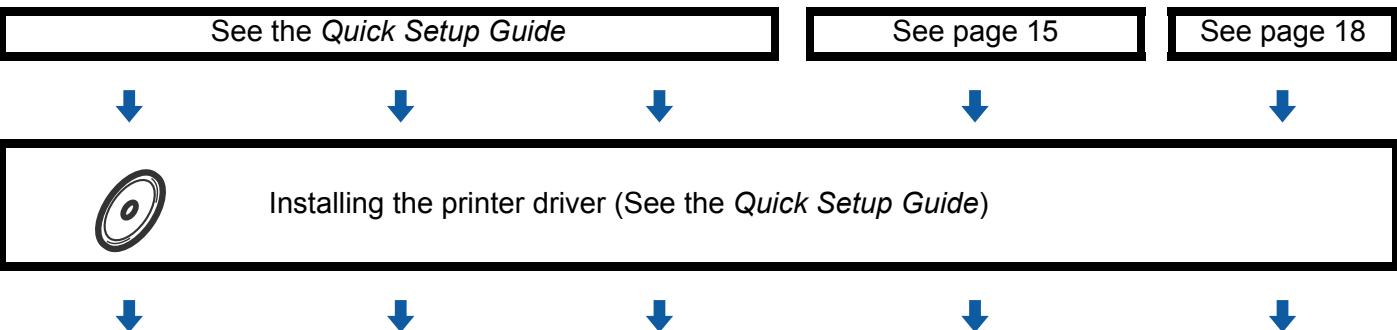 See the Quick Setup Guide
See page 15
See page 18
Installing the printer driver (See the Quick Setup Guide)